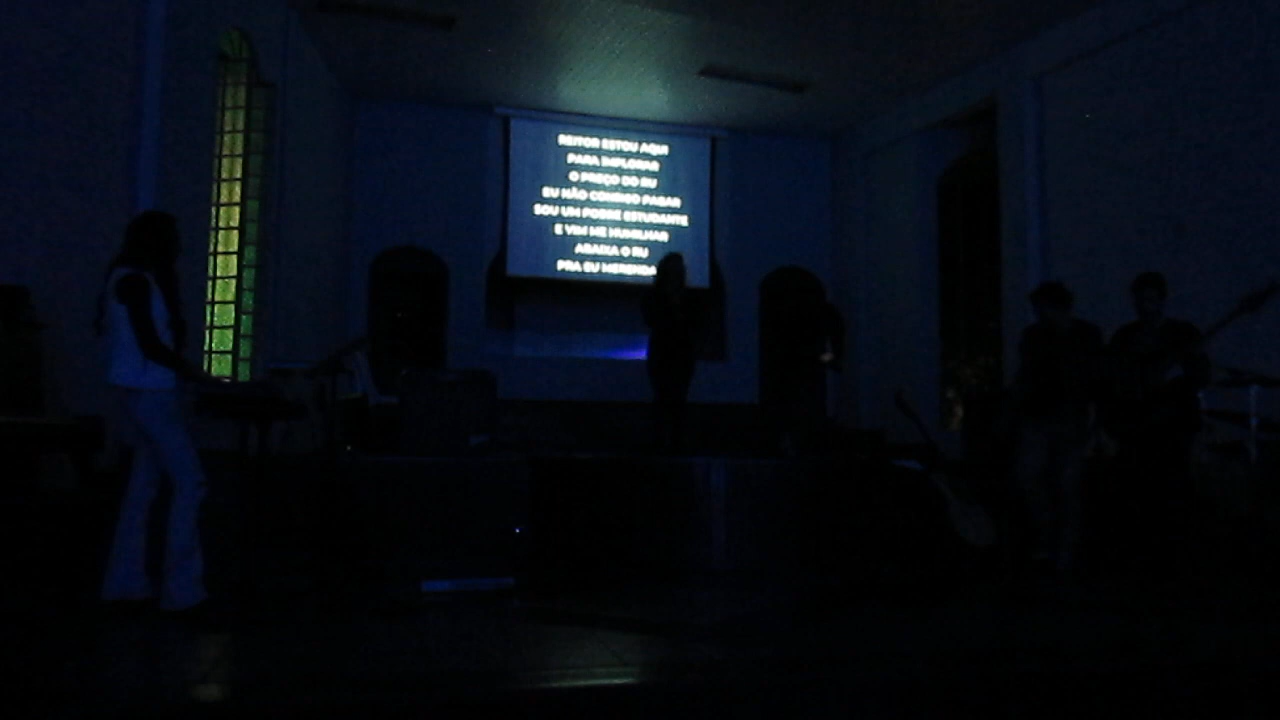 REITOR ESTOU AQUI
PARA IMPLORAR
O PREÇO DO RU
EU NÃO CONSIGO PAGAR
SOU UM POBRE ESTUDANTE
E VIM ME HUMILHAR
ABAIXA O RU
PRA EU MERENDA